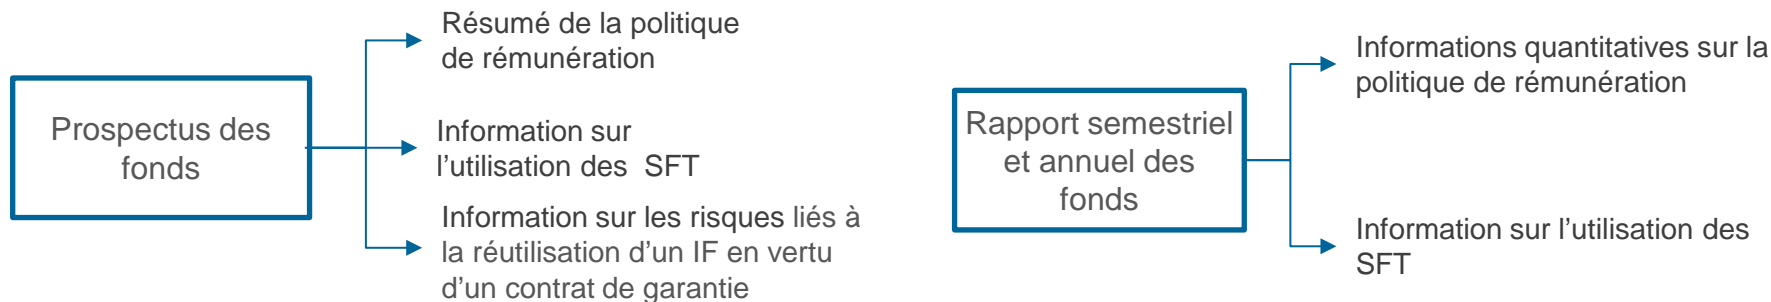 Prospectus des
fonds
Résumé de la politique
de rémunération
Information sur
l'utilisation des SFT
Information sur les risques liés à
la réutilisation d'un IF en vertu
d'un contrat de garantie
Rapport semestriel
et annuel des
fonds
Informations quantitatives sur la
politique de rémunération
Information sur l'utilisation des
SFT